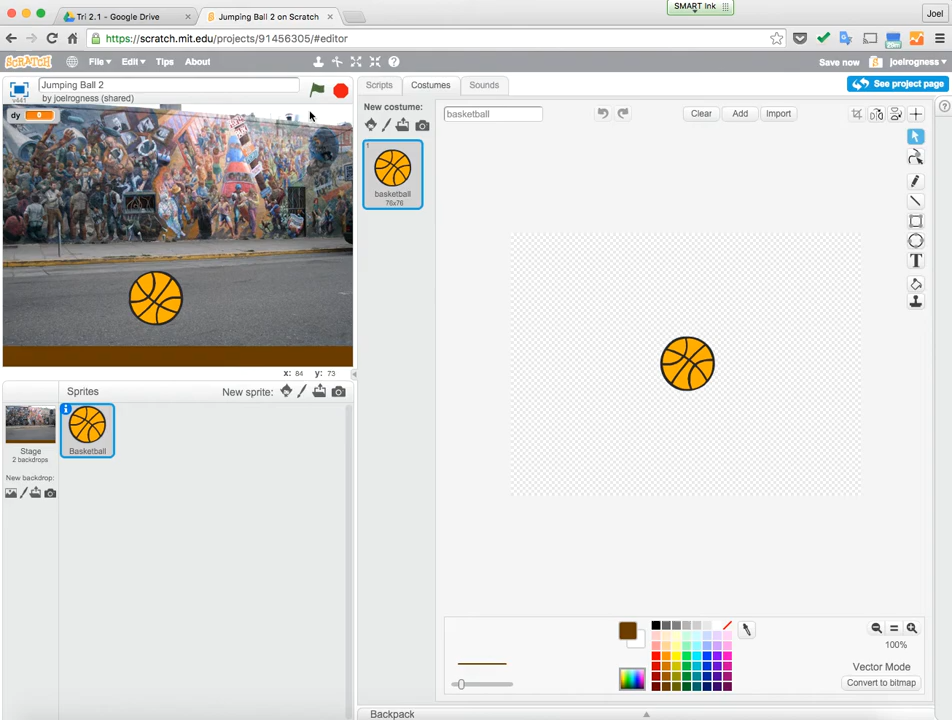 SMART Ink
Tri 2.1 - Google Drive
Jumping Ball 2 on Scratch
Joel
https://scratch.mit.edu/projects/91456305/#editor
SCRATCH
File
Edit
Tips
About
Save now
joelrogness
v441
Jumping Ball 2
by joelrogness (shared)
Scripts
Costumes
Sounds
See project page
dy 0
New costume:
basketball
Clear
Add
Import
1
basketball
76x76
T
x: 84 y: 73
Sprites
New sprite:
Stage
2 backdrops
Basketball
New backdrop:
100%
Vector Mode
Convert to bitmap
Backpack